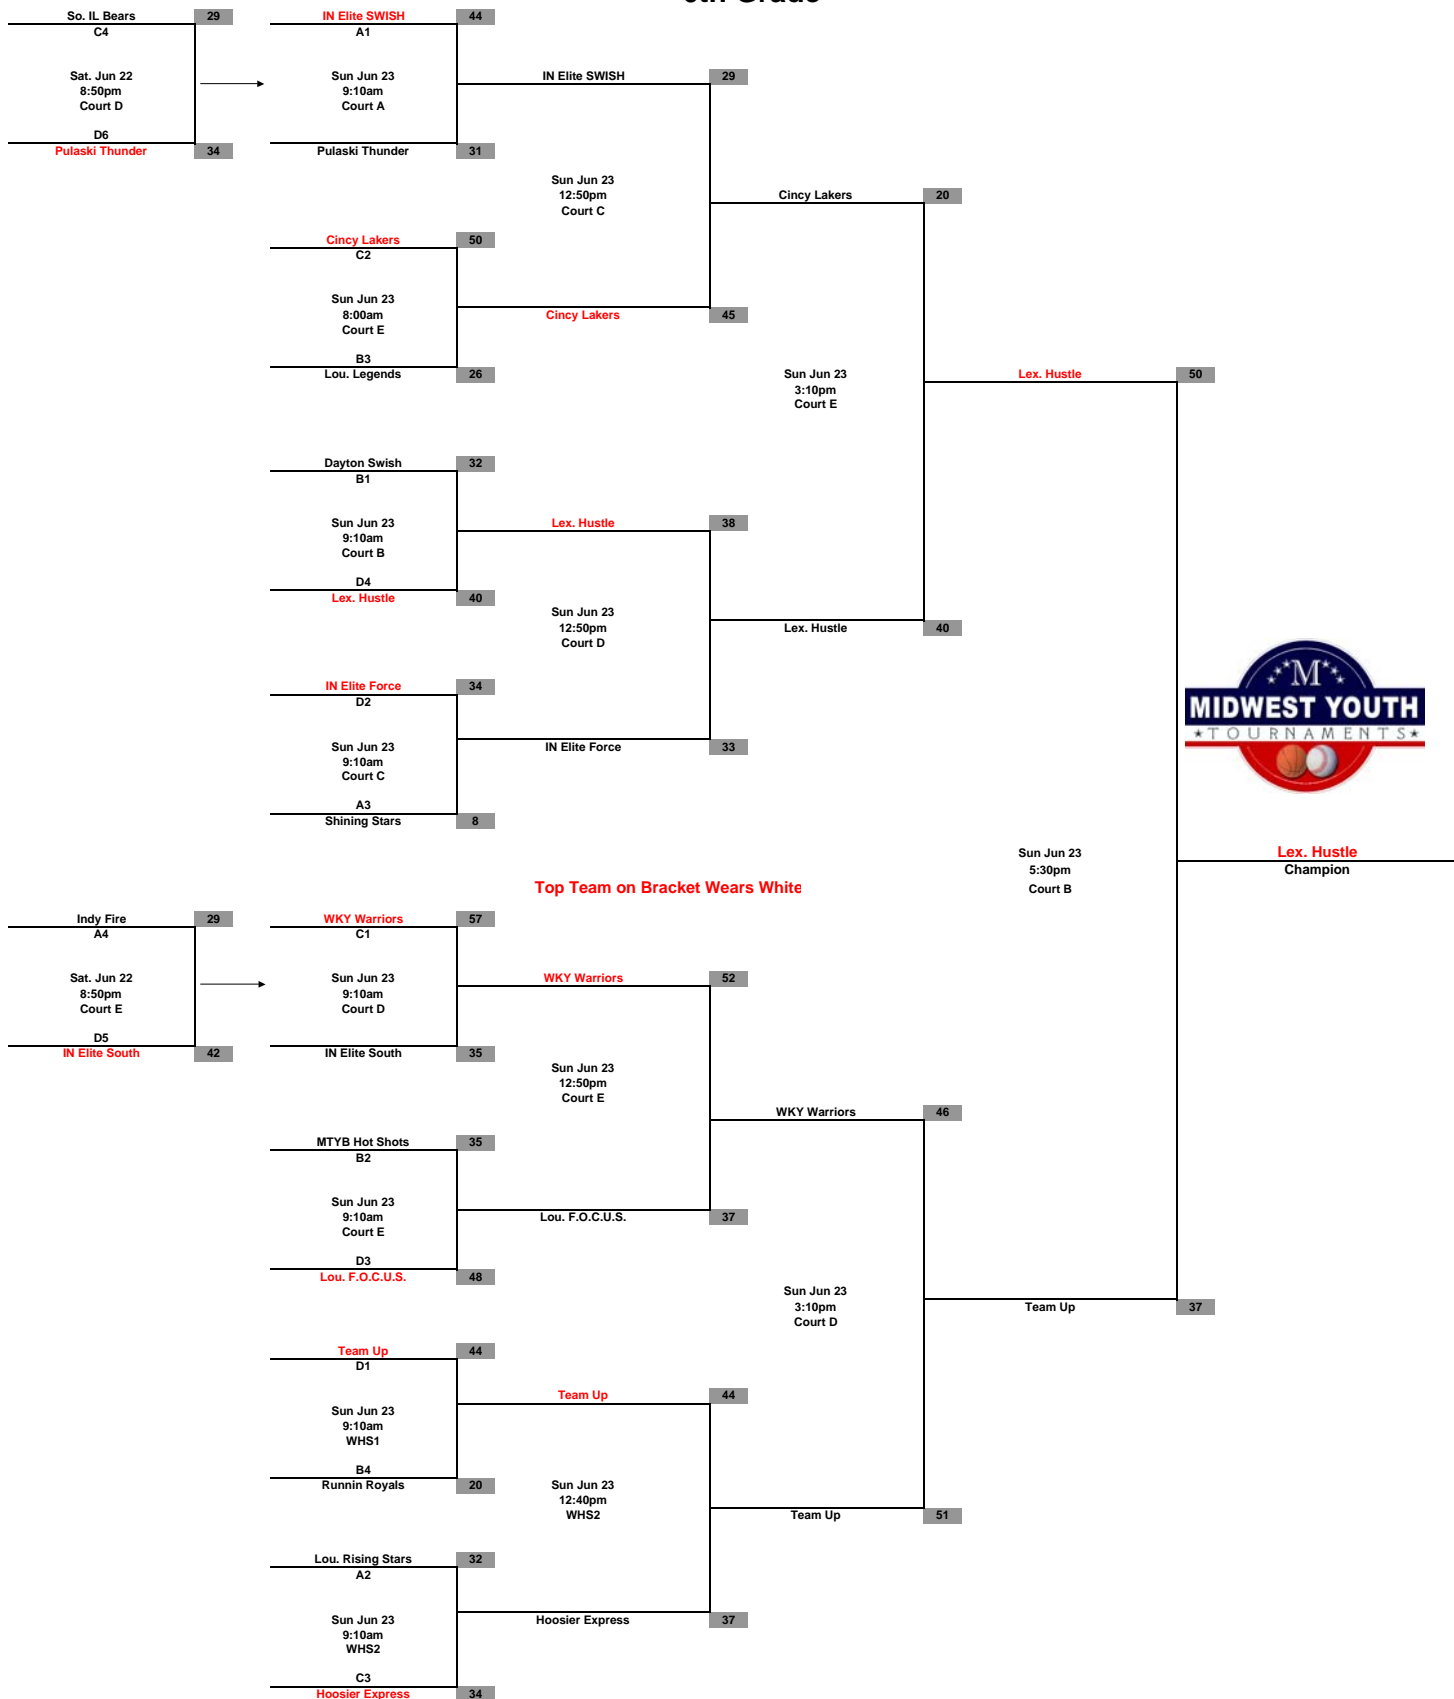 So. IL Bears 29
C4
Sat. Jun 22
8:50pm
Court D
D6
Pulaski Thunder 34
IN Elite SWISH 44
A1
Sun Jun 23
9:10am
Court A
Pulaski Thunder 31
IN Elite SWISH 29
Sun Jun 23
12:50pm
Court C
Cincy Lakers 50
C2
Sun Jun 23
8:00am
Court E
B3
Lou. Legends 26
Cincy Lakers 45
Cincy Lakers 20
Sun Jun 23
3:10pm
Court E
Lex. Hustle 50
Dayton Swish 32
B1
Sun Jun 23
9:10am
Court B
D4
Lex. Hustle 40
Lex. Hustle 38
Sun Jun 23
12:50pm
Court D
Lex. Hustle 40
IN Elite Force 34
D2
Sun Jun 23
9:10am
Court C
A3
Shining Stars 8
IN Elite Force 33
M
MIDWEST YOUTH
TOURNAMENTS
Sun Jun 23
5:30pm
Court B
Lex. Hustle
Champion
Top Team on Bracket Wears White
Indy Fire 29
A4
Sat. Jun 22
8:50pm
Court E
D5
IN Elite South 42
WKY Warriors 57
C1
Sun Jun 23
9:10am
Court D
IN Elite South 35
WKY Warriors 52
Sun Jun 23
12:50pm
Court E
WKY Warriors 46
MTYB Hot Shots 35
B2
Sun Jun 23
9:10am
Court E
D3
Lou. F.O.C.U.S. 48
Lou. F.O.C.U.S. 37
Sun Jun 23
3:10pm
Court D
Team Up 37
Team Up 44
D1
Sun Jun 23
9:10am
WHS1
B4
Runnin Royals 20
Team Up 44
Sun Jun 23
12:40pm
WHS2
Team Up 51
Lou. Rising Stars 32
A2
Sun Jun 23
9:10am
WHS2
C3
Hoosier Express 34
Hoosier Express 37